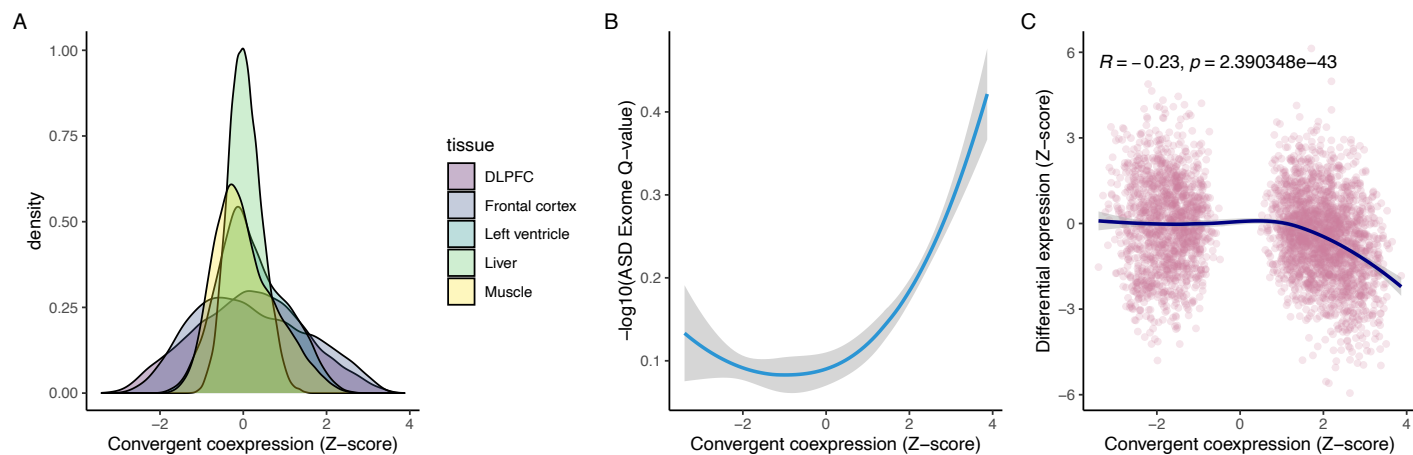 A
density
1.00
0.75
0.50
0.25
0.00
−2
0
2
4
Convergent coexpression (Z−score)
tissue
DLPFC
Frontal cortex
Left ventricle
Liver
Muscle
B
−log10(ASD Exome Q−value)
0.4
0.3
0.2
0.1
−2
0
2
4
Convergent coexpression (Z−score)
C
R = −0.23, p = 2.390348e−43
Differential expression (Z−score)
6
3
0
−3
−6
−2
0
2
4
Convergent coexpression (Z−score)